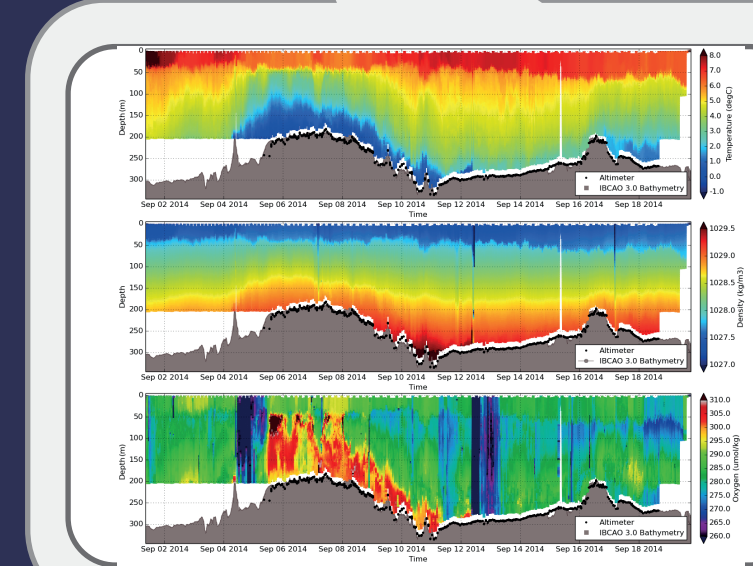 0
50
100
150
200
250
300
Depth(m)
Sep 02 2014 Sep 04 2014 Sep 06 2014 Sep 08 2014 Sep 10 2014 Sep 12 2014 Sep 14 2014 Sep 16 2014 Sep 18 2014
Time
Altimeter
IBCAO 3.0 Bathymetry
8.0
7.0
6.0
5.0
4.0
3.0
2.0
1.0
0.0
-1.0
Temperature (degC)
0
50
100
150
200
250
300
Depth
Sep 02 2014 Sep 04 2014 Sep 06 2014 Sep 08 2014 Sep 10 2014 Sep 12 2014 Sep 14 2014 Sep 16 2014 Sep 18 2014
Time
Altimeter
IBCAO 3.0 Bathymetry
1029.5
1029.0
1028.5
1028.0
1027.5
1027.0
Density (kg/m3)
0
50
100
150
200
250
300
Depth(m)
Sep 02 2014 Sep 04 2014 Sep 06 2014 Sep 08 2014 Sep 10 2014 Sep 12 2014 Sep 14 2014 Sep 16 2014 Sep 18 2014
Time
Altimeter
IBCAO 3.0 Bathymetry
310.0
305.0
300.0
295.0
290.0
285.0
280.0
275.0
270.0
265.0
260.0
Oxygen (umol/kg)